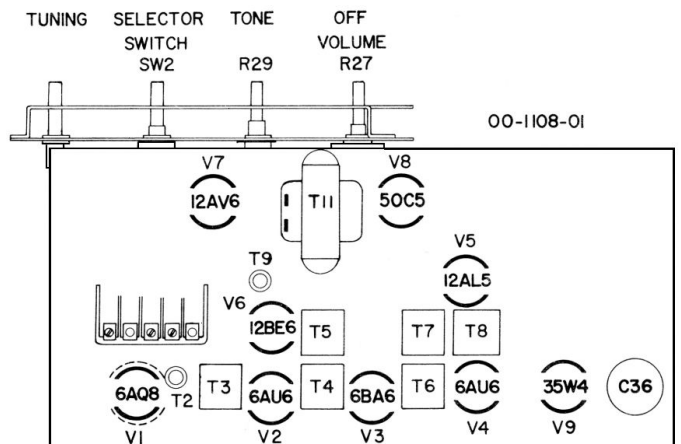 TUNING SELECTOR TONE OFF
SWITCH VOLUME
SW2 R29 R27
00-1108-01
V7 V8
12AV6 T11 50C5
V5
T9
12AL5
V6
12BE6 T5 T7 T8
6AQ8 T2 T3 6AU6 T4 6BA6 T6 6AU6 35W4 C36
V1 V2 V3 V4 V9